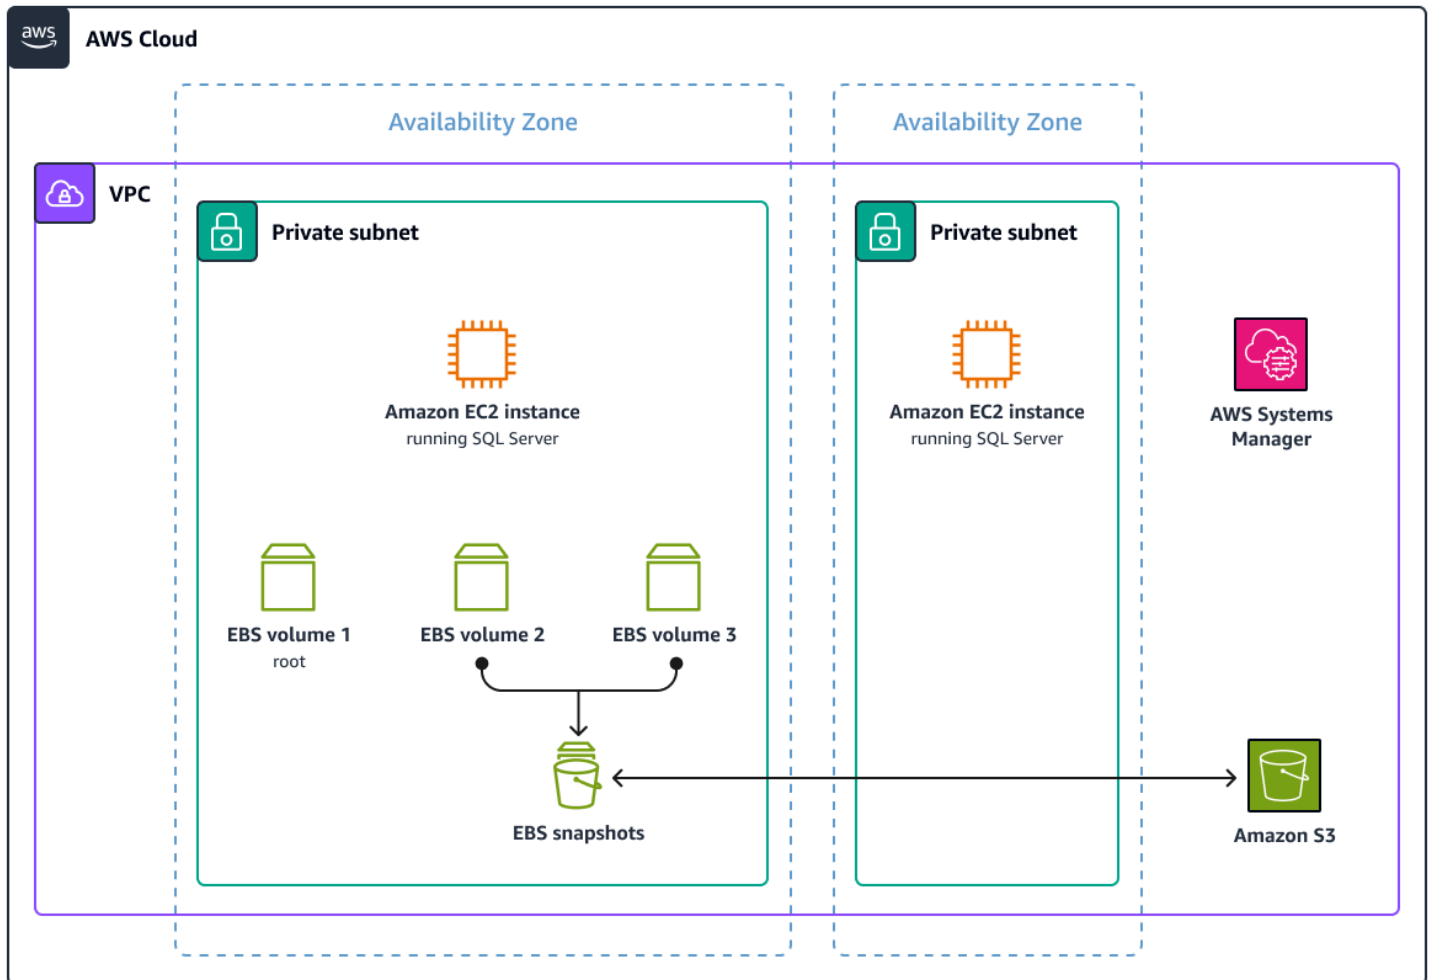 aws
AWS Cloud
Availability Zone
Availability Zone
VPC
Private subnet
Private subnet
Amazon EC2 instance
running SQL Server
Amazon EC2 instance
running SQL Server
AWS Systems
Manager
EBS volume 1
root
EBS volume 2
EBS volume 3
EBS snapshots
Amazon S3